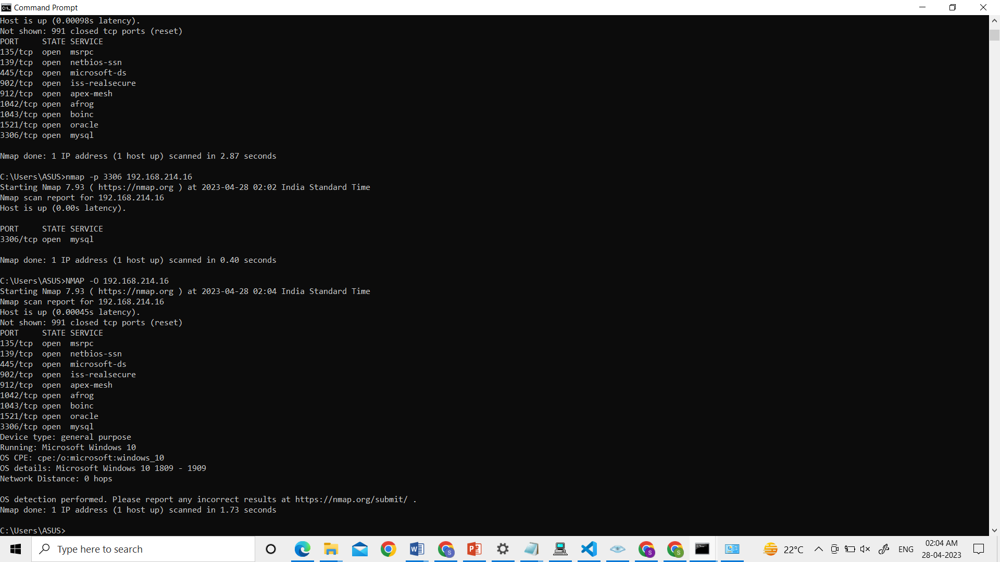 Command Prompt
Host is up (0.00098s latency).
Not shown: 991 closed tcp ports (reset)
PORT     STATE SERVICE
135/tcp  open  msrpc
139/tcp  open  netbios-ssn
445/tcp  open  microsoft-ds
902/tcp  open  iss-realsecure
912/tcp  open  apex-mesh
1042/tcp open  afrog
1043/tcp open  boinc
1521/tcp open  oracle
3306/tcp open  mysql
Nmap done: 1 IP address (1 host up) scanned in 2.87 seconds
C:\Users\ASUS>nmap -p 3306 192.168.214.16
Starting Nmap 7.93 ( https://nmap.org ) at 2023-04-28 02:02 India Standard Time
Nmap scan report for 192.168.214.16
Host is up (0.00s latency).
PORT     STATE SERVICE
3306/tcp open  mysql
Nmap done: 1 IP address (1 host up) scanned in 0.40 seconds
C:\Users\ASUS>NMAP -O 192.168.214.16
Starting Nmap 7.93 ( https://nmap.org ) at 2023-04-28 02:04 India Standard Time
Nmap scan report for 192.168.214.16
Host is up (0.00045s latency).
Not shown: 991 closed tcp ports (reset)
PORT     STATE SERVICE
135/tcp  open  msrpc
139/tcp  open  netbios-ssn
445/tcp  open  microsoft-ds
902/tcp  open  iss-realsecure
912/tcp  open  apex-mesh
1042/tcp open  afrog
1043/tcp open  boinc
1521/tcp open  oracle
3306/tcp open  mysql
Device type: general purpose
Running: Microsoft Windows 10
OS CPE: cpe:/o:microsoft:windows_10
OS details: Microsoft Windows 10 1809 - 1909
Network Distance: 0 hops
OS detection performed. Please report any incorrect results at https://nmap.org/submit/ .
Nmap done: 1 IP address (1 host up) scanned in 1.73 seconds
C:\Users\ASUS>
Type here to search
22°C
ENG
02:04 AM
28-04-2023